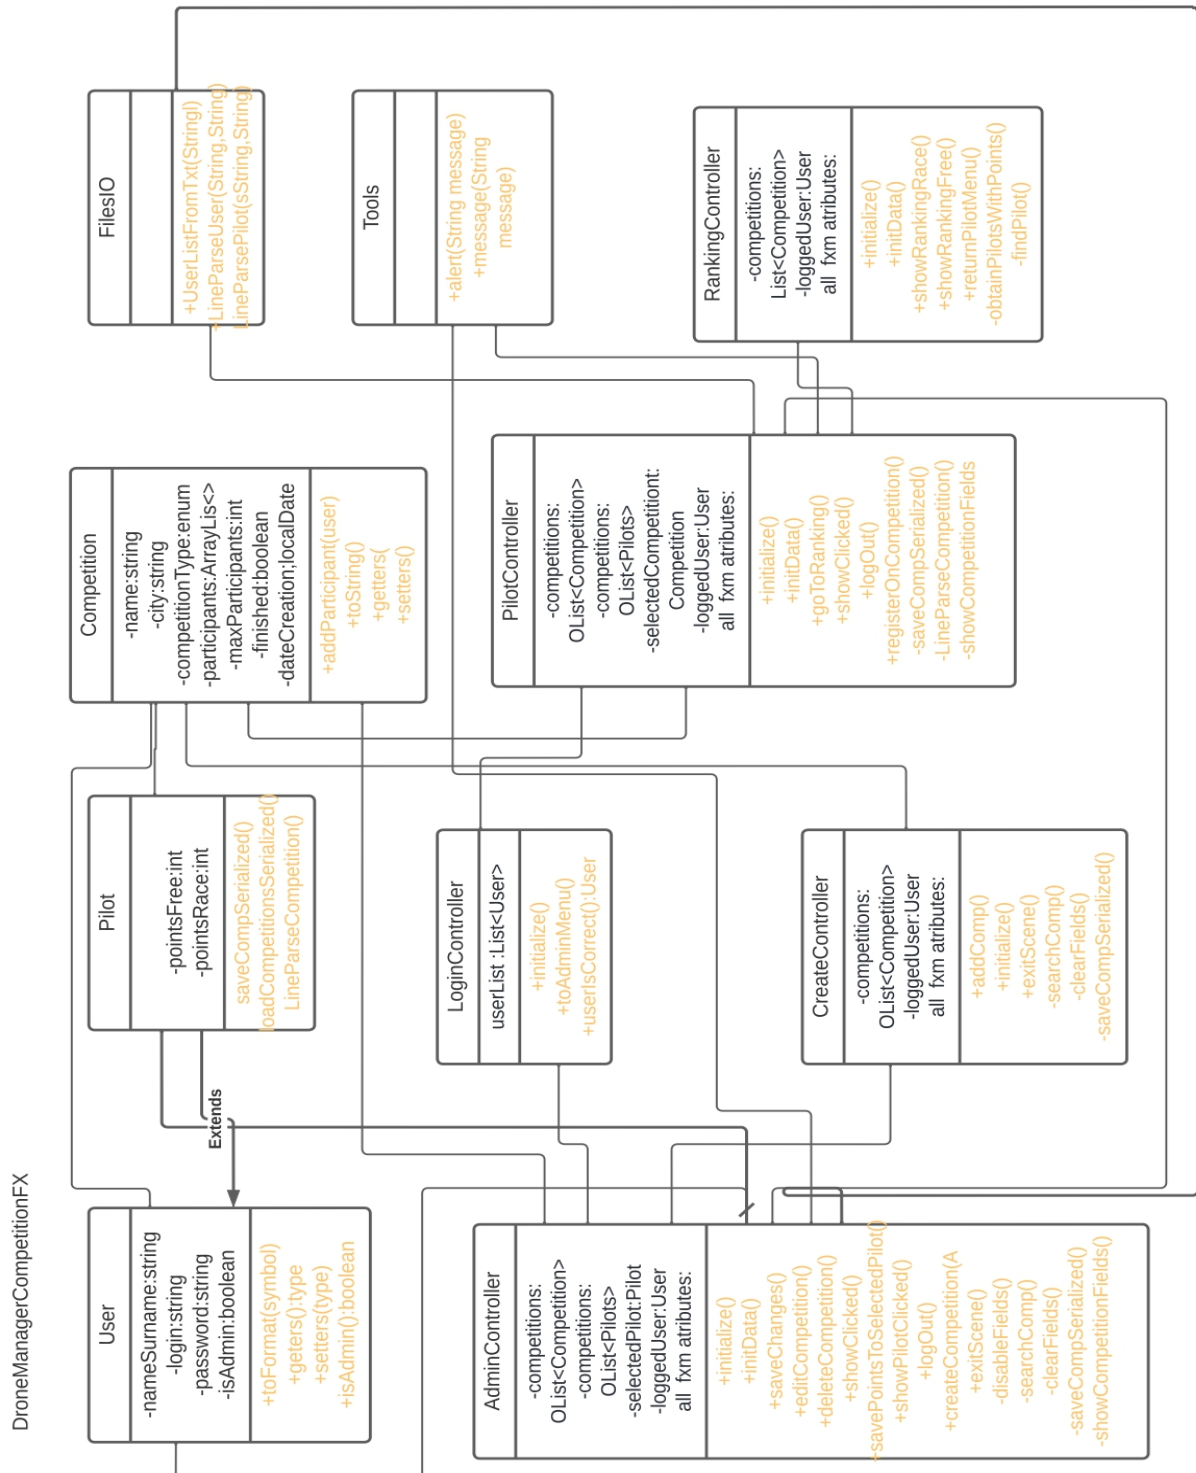 DroneManagerCompetitionFX
User
-nameSurname:string
-login:string
-password:string
-isAdmin:boolean
+toFormat(symbol)
+geters():type
+setters(type)
+isAdmin():boolean
Extends
Pilot
-pointsFree:int
-pointsRace:int
saveCompSerialized()
loadCompetitionsSerialized()
LineParseCompetition()
Competition
-name:string
-city:string
-competitionType:enum
-participants:ArrayLis<>
-maxParticipants:int
-finished:boolean
-dateCreation;localDate
+addParticipant(user)
+toString()
+getters(
+setters()
FilesIO
+UserListFromTxt(Stringl)
+LineParseUser(String,String)
LineParsePilot(sString,String)
Tools
+alert(String message)
+message(String
message)
AdminController
-competitions:
OList<Competition>
-competitions:
OList<Pilots>
-selectedPilot:Pilot
-loggedUser:User
all fxm atributes:
+initialize()
+initData()
+saveChanges()
+editCompetition()
+deleteCompetition()
+showClicked()
+savePointsToSelectedPilot()
+showPilotClicked()
+logOut()
+createCompetition(A
+exitScene()
-disableFields()
-searchComp()
-clearFields()
-saveCompSerialized()
-showCompetitionFields()
LoginController
userList :List<User>
+initialize()
+toAdminMenu()
+userIsCorrect():User
PilotController
-competitions:
OList<Competition>
-competitions:
OList<Pilots>
-selectedCompetitiont:
Competition
-loggedUser:User
all fxm atributes:
+initialize()
+initData()
+goToRanking()
+showClicked()
+logOut()
+registerOnCompetition()
-saveCompSerialized()
-LineParseCompetition()
-showCompetitionFields
CreateController
-competitions:
OList<Competition>
-loggedUser:User
all fxm atributes:
+addComp()
+initialize()
+exitScene()
-searchComp()
-clearFields()
-saveCompSerialized()
RankingController
-competitions:
List<Competition>
-loggedUser:User
all fxm atributes:
+initialize()
+initData()
+showRankingRace()
+showRankingFree()
+returnPilotMenu()
-obtainPilotsWithPoints()
-findPilot()